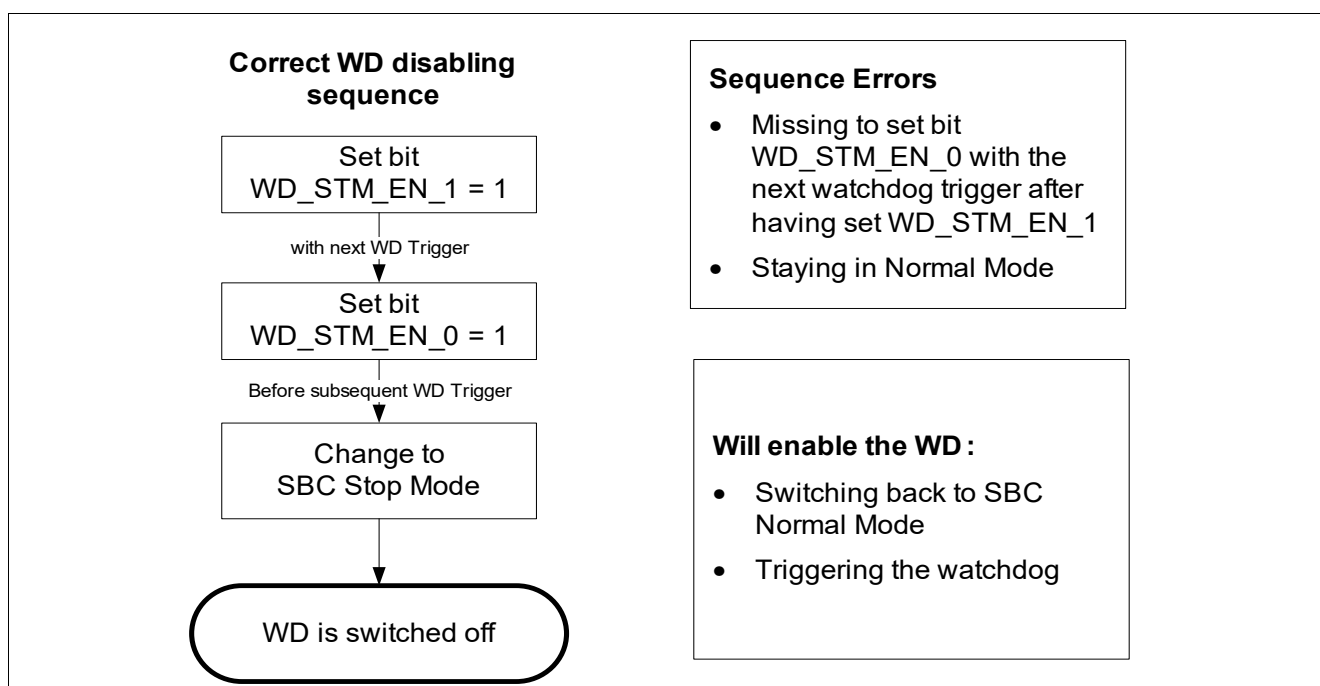 Correct WD disabling
sequence
Set bit
WD_STM_EN_1 = 1
with next WD Trigger
Set bit
WD_STM_EN_0 = 1
Before subsequent WD Trigger
Change to
SBC Stop Mode
WD is switched off
Sequence Errors
• Missing to set bit
WD_STM_EN_0 with the
next watchdog trigger after
having set WD_STM_EN_1
• Staying in Normal Mode
Will enable the WD :
• Switching back to SBC
Normal Mode
• Triggering the watchdog